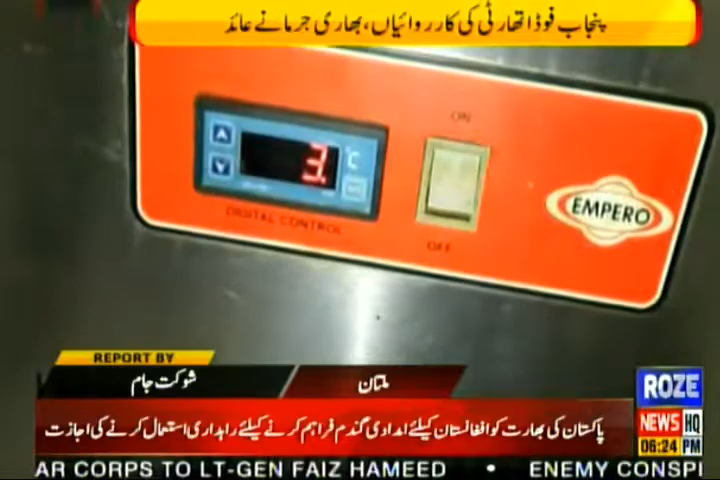 پنجاب فوڈ اتھارٹی کی کارروائیاں، بھاری جرمانے عائد
ON
3.
°C
DIGITAL CONTROL
EMPERO
OFF
REPORT BY
شوکت جام
ملتان
ROZE
NEWS HQ
06:24 PM
پاکستان کی بھارت کو افغانستان کیلئے امدادی گندم فراہم کرنے کیلئے راہداری استعمال کرنے کی اجازت
AR CORPS TO LT-GEN FAIZ HAMEED • ENEMY CONSPI